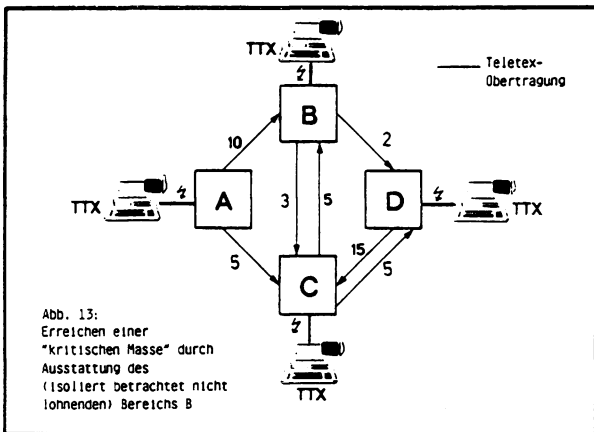 TTX
Teletex-
Übertragung
B
10
2
A
3
5
D
TTX
TTX
5
15
5
C
Abb. 13:
Erreichen einer
"kritischen Masse" durch
Ausstattung des
(isoliert betrachtet nicht
lohnenden) Bereichs B
TTX